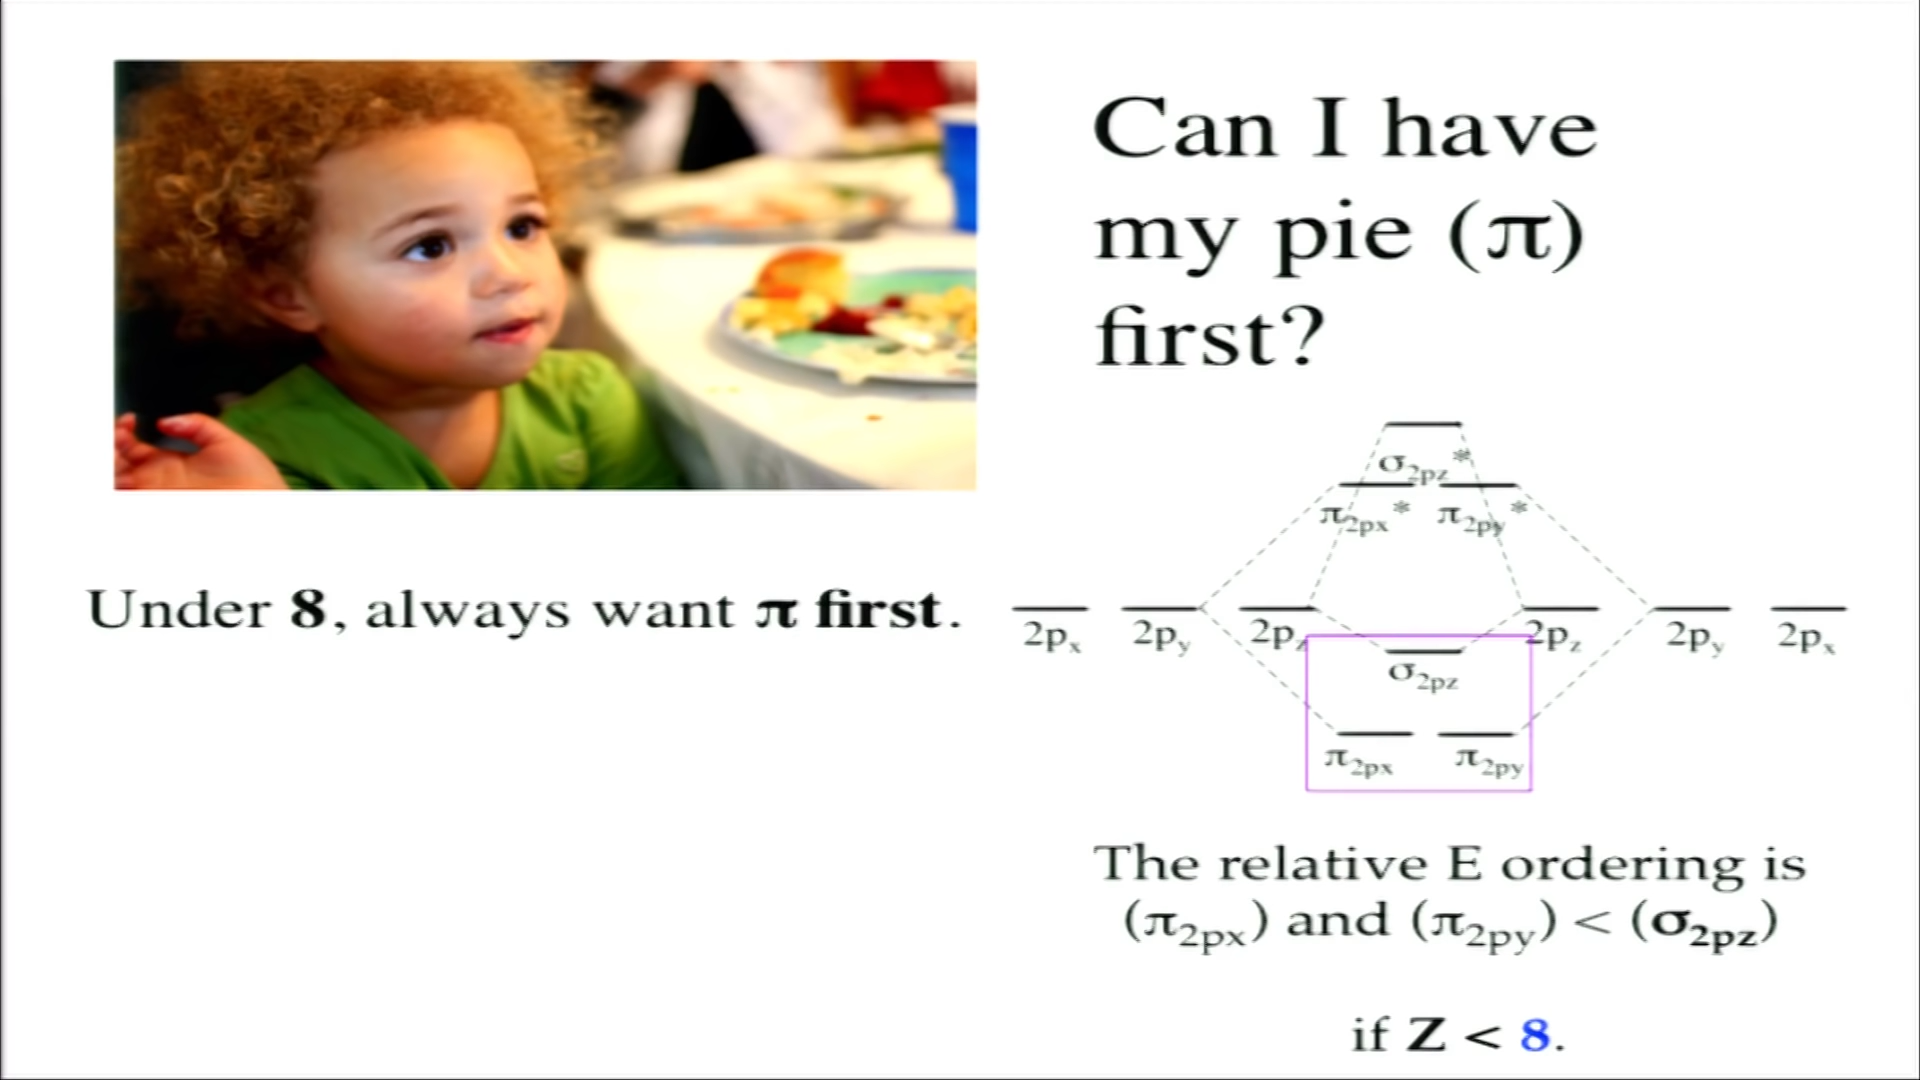 Can I have
my pie (π)
first?
Under 8, always want π first.
σ2pz*
π2px* π2py*
2px 2py 2pz 2pz 2py 2px
σ2pz
π2px π2py
The relative E ordering is
(π2px) and (π2py) < (σ2pz)
if Z < 8.